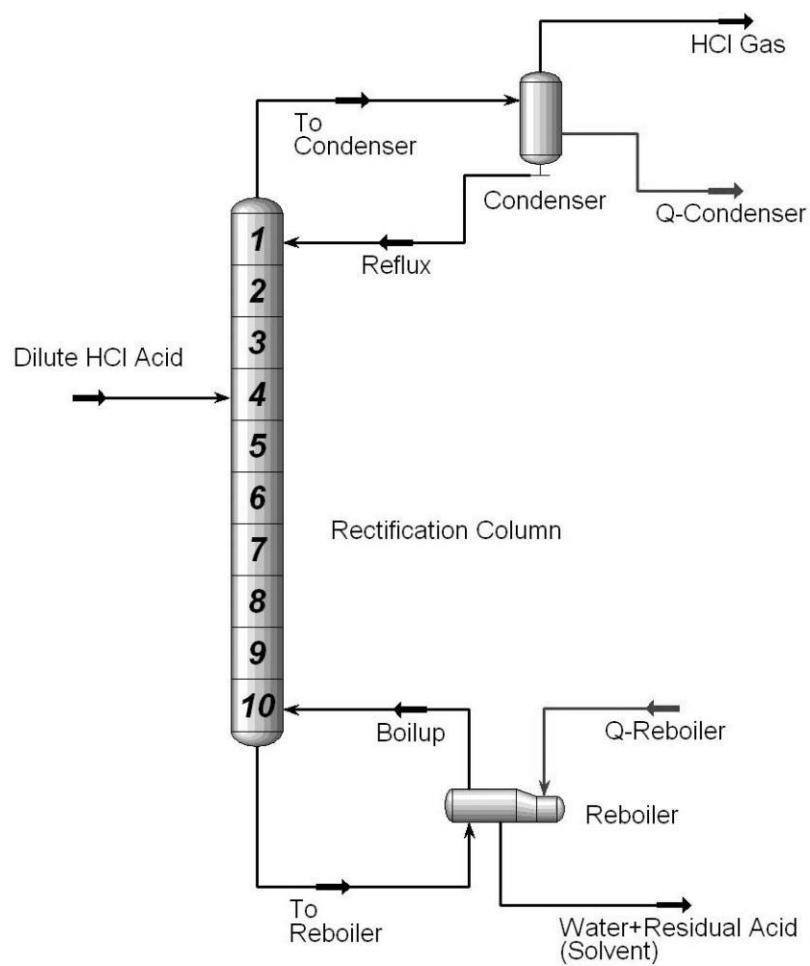 HCl Gas
To
Condenser
Condenser
Q-Condenser
1
Reflux
2
3
Dilute HCl Acid
4
5
6
Rectification Column
7
8
9
10
Boilup
Q-Reboiler
Reboiler
To
Reboiler
Water+Residual Acid
(Solvent)